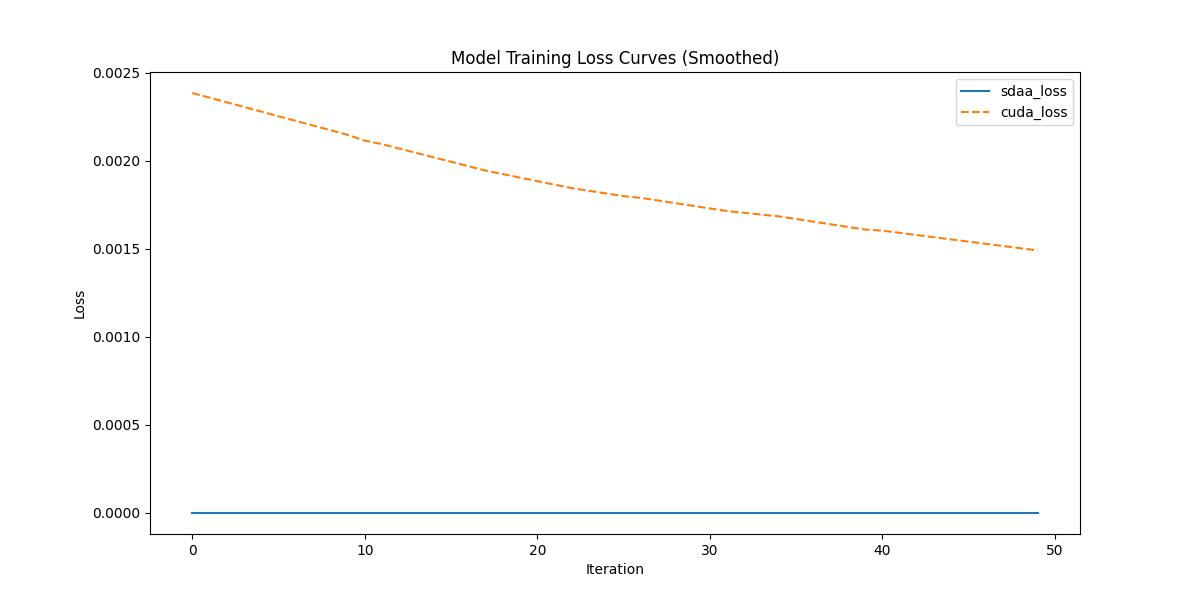 Model Training Loss Curves (Smoothed)
sdaa_loss
cuda_loss
Loss
0.0025
0.0020
0.0015
0.0010
0.0005
0.0000
0 10 20 30 40 50
Iteration